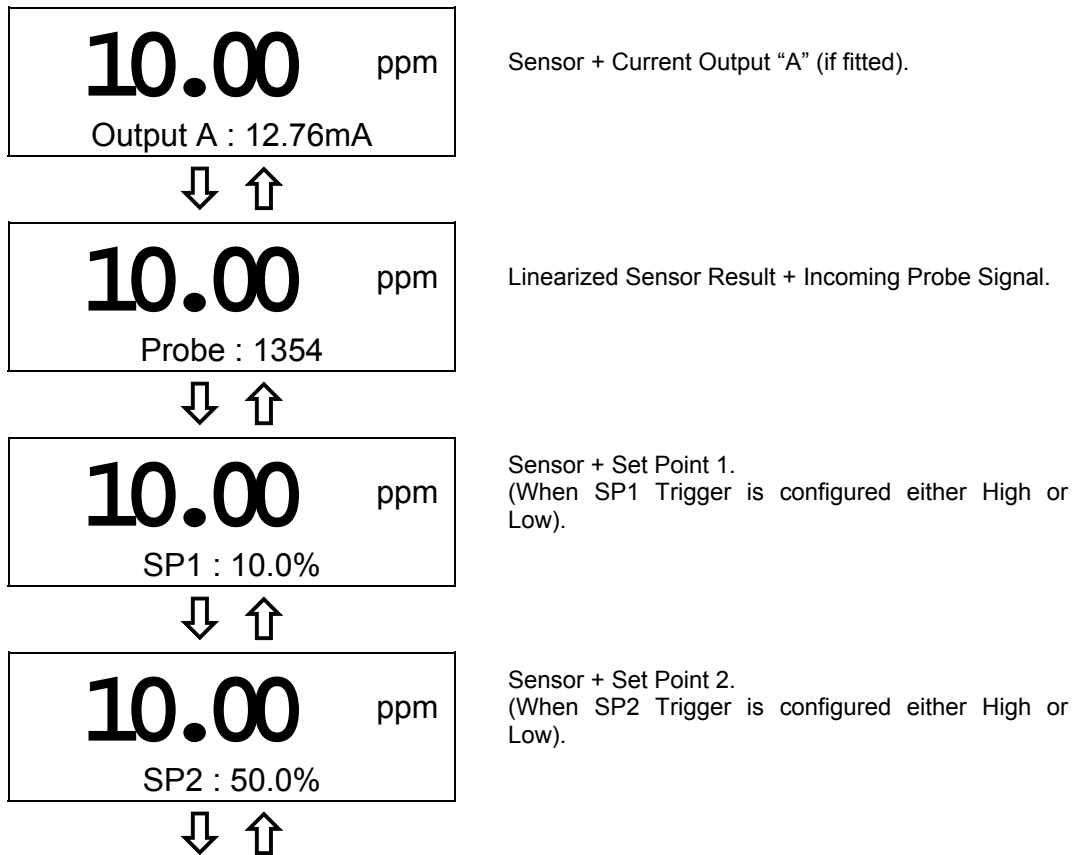 10.00 ppm
Output A : 12.76mA
Sensor + Current Output “A” (if fitted).
10.00 ppm
Probe : 1354
Linearized Sensor Result + Incoming Probe Signal.
10.00 ppm
SP1 : 10.0%
Sensor + Set Point 1.
(When SP1 Trigger is configured either High or
Low).
10.00 ppm
SP2 : 50.0%
Sensor + Set Point 2.
(When SP2 Trigger is configured either High or
Low).